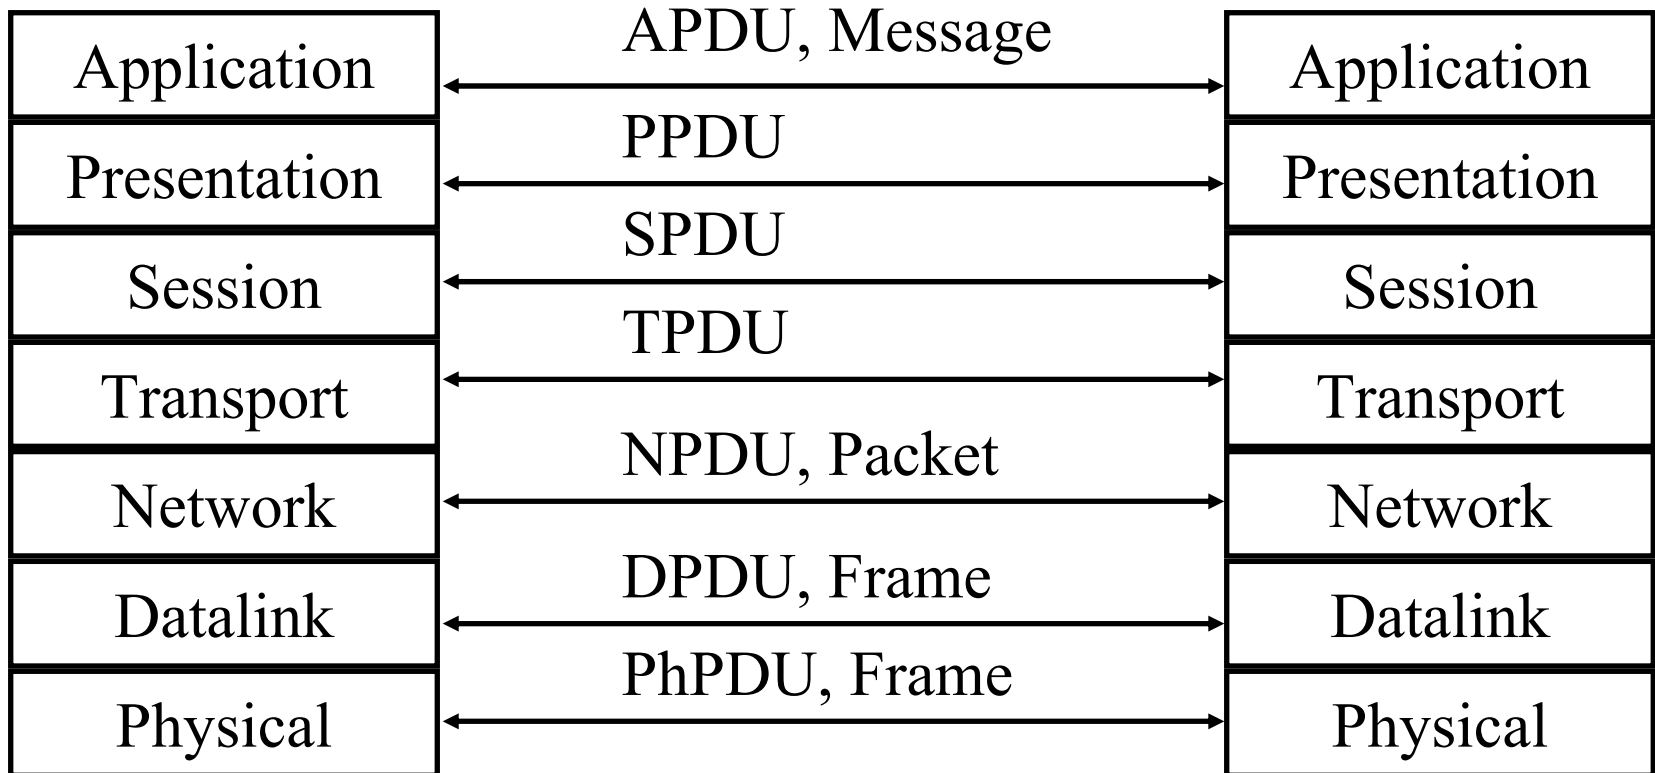 APDU, Message
Application
Application
PPDU
Presentation
Presentation
SPDU
Session
Session
TPDU
Transport
Transport
NPDU, Packet
Network
Network
DPDU, Frame
Datalink
Datalink
PhPDU, Frame
Physical
Physical